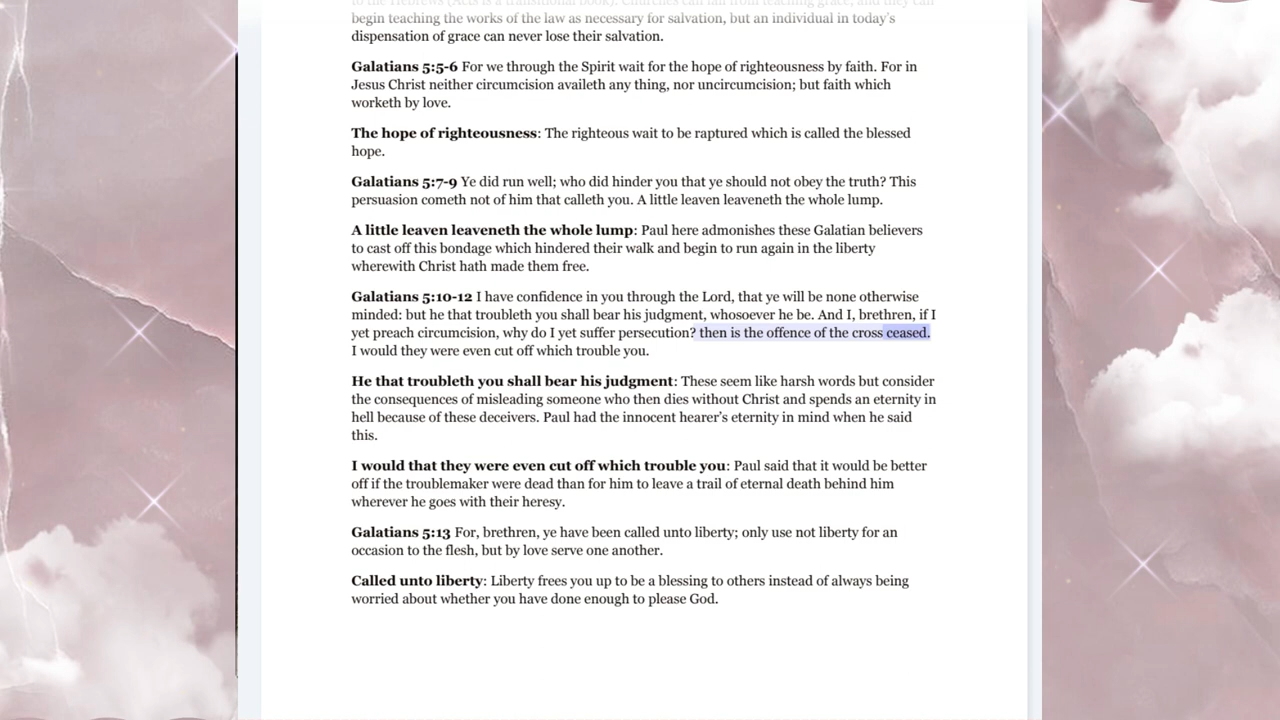 to the Hebrews (Acts is a transitional book). Churches can fall from teaching grace, and they can
begin teaching the works of the law as necessary for salvation, but an individual in today's
dispensation of grace can never lose their salvation.
Galatians 5:5-6 For we through the Spirit wait for the hope of righteousness by faith. For in
Jesus Christ neither circumcision availeth any thing, nor uncircumcision; but faith which
worketh by love.
The hope of righteousness: The righteous wait to be raptured which is called the blessed
hope.
Galatians 5:7-9 Ye did run well; who did hinder you that ye should not obey the truth? This
persuasion cometh not of him that calleth you. A little leaven leaveneth the whole lump.
A little leaven leaveneth the whole lump: Paul here admonishes these Galatian believers
to cast off this bondage which hindered their walk and begin to run again in the liberty
wherewith Christ hath made them free.
Galatians 5:10-12 I have confidence in you through the Lord, that ye will be none otherwise
minded: but he that troubleth you shall bear his judgment, whosoever he be. And I, brethren, if I
yet preach circumcision, why do I yet suffer persecution? then is the offence of the cross ceased.
I would they were even cut off which trouble you.
He that troubleth you shall bear his judgment: These seem like harsh words but consider
the consequences of misleading someone who then dies without Christ and spends an eternity in
hell because of these deceivers. Paul had the innocent hearer's eternity in mind when he said
this.
I would that they were even cut off which trouble you: Paul said that it would be better
off if the troublemaker were dead than for him to leave a trail of eternal death behind him
wherever he goes with their heresy.
Galatians 5:13 For, brethren, ye have been called unto liberty; only use not liberty for an
occasion to the flesh, but by love serve one another.
Called unto liberty: Liberty frees you up to be a blessing to others instead of always being
worried about whether you have done enough to please God.